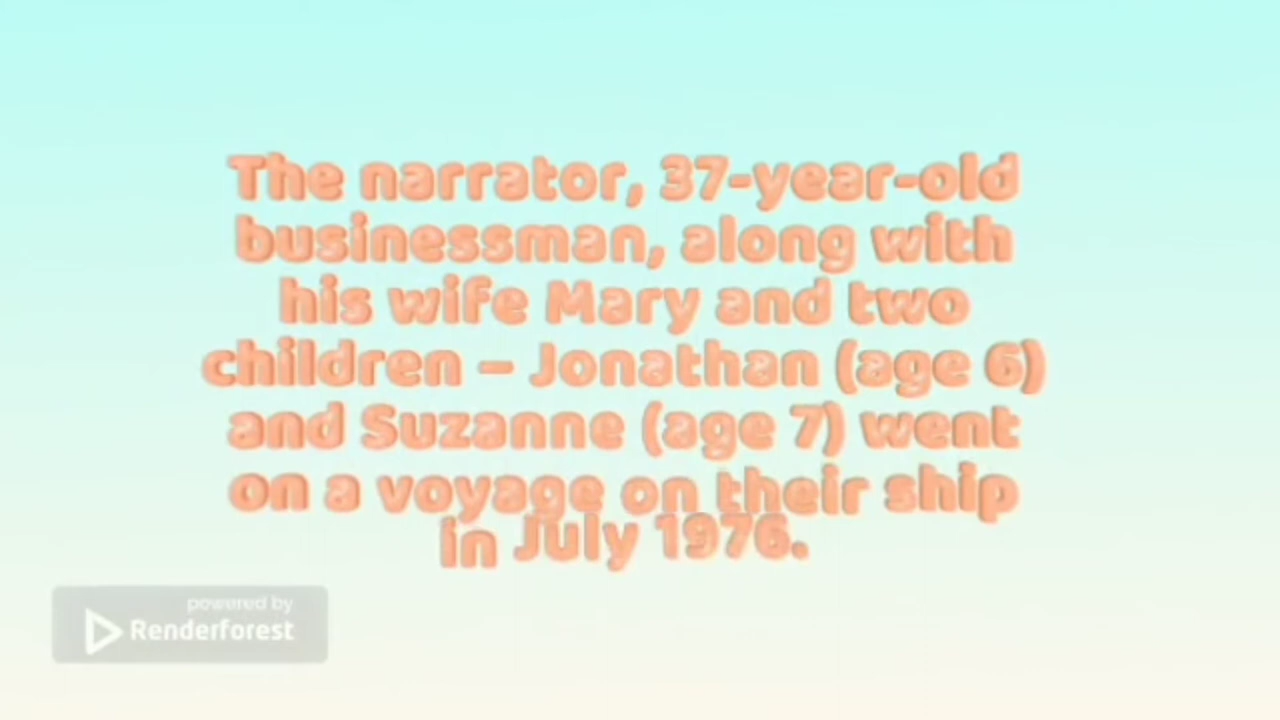 The narrator, 37-year-old
businessman, along with
his wife Mary and two
children – Jonathan (age 6)
and Suzanne (age 7) went
on a voyage on their ship
in July 1976.
powered by
Renderforest